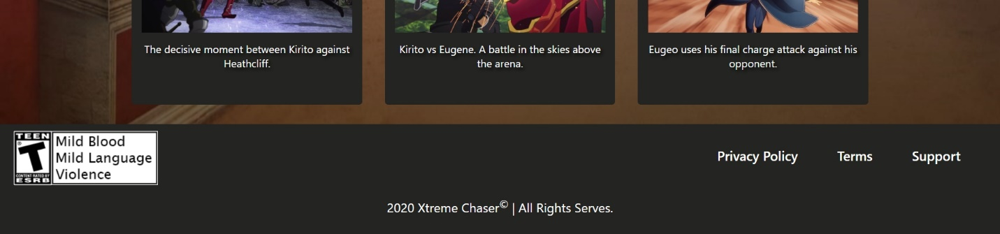 The decisive moment between Kirito against
Heathcliff.
Kirito vs Eugene. A battle in the skies above
the arena.
Eugeo uses his final charge attack against his
opponent.
TEEN
T
CONTENT RATED BY
ESRB
Mild Blood
Mild Language
Violence
Privacy Policy
Terms
Support
2020 Xtreme Chaser© | All Rights Serves.